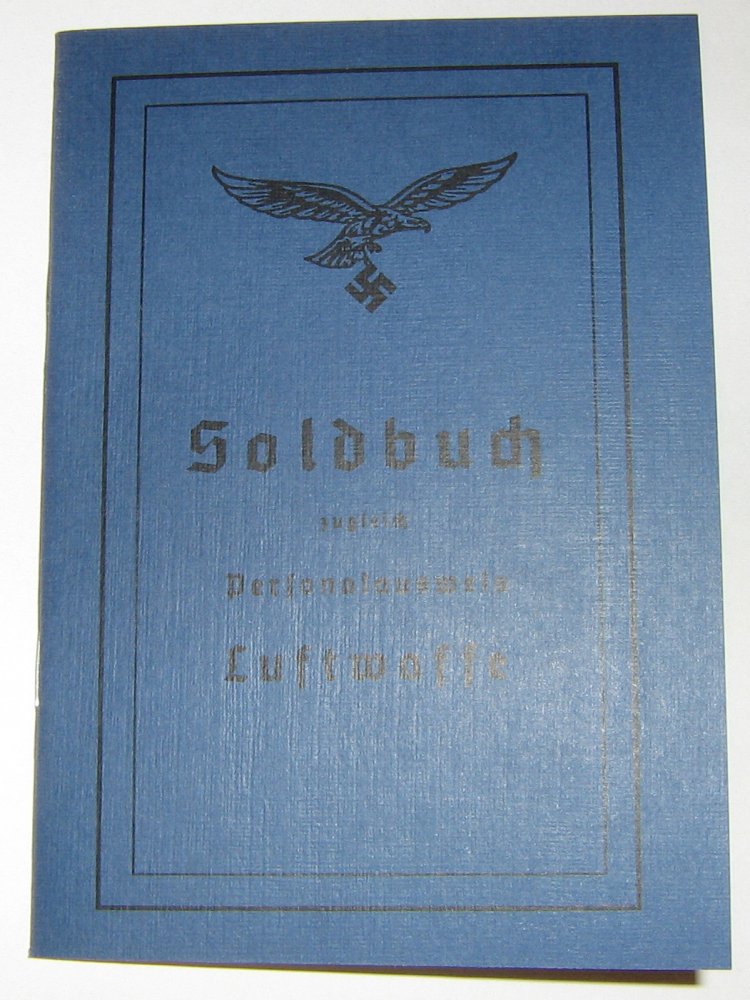 Soldbuch
zugleich
Personalausweis
Luftwaffe